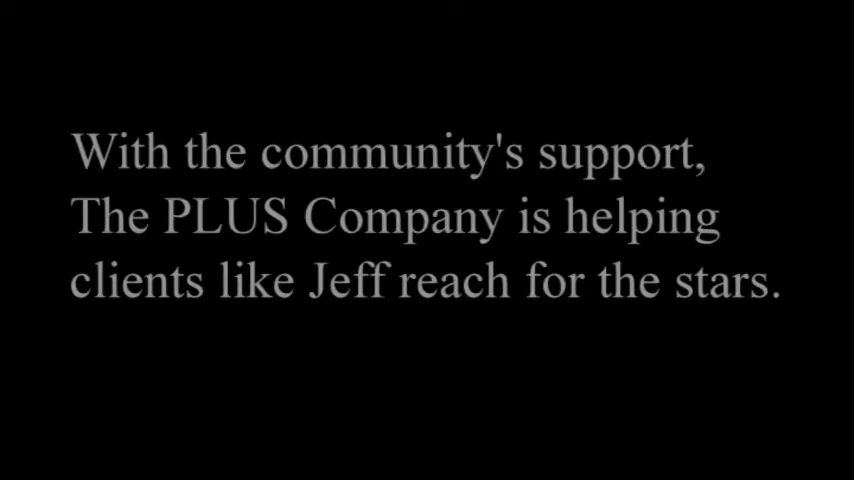 With the community's support,
The PLUS Company is helping
clients like Jeff reach for the stars.